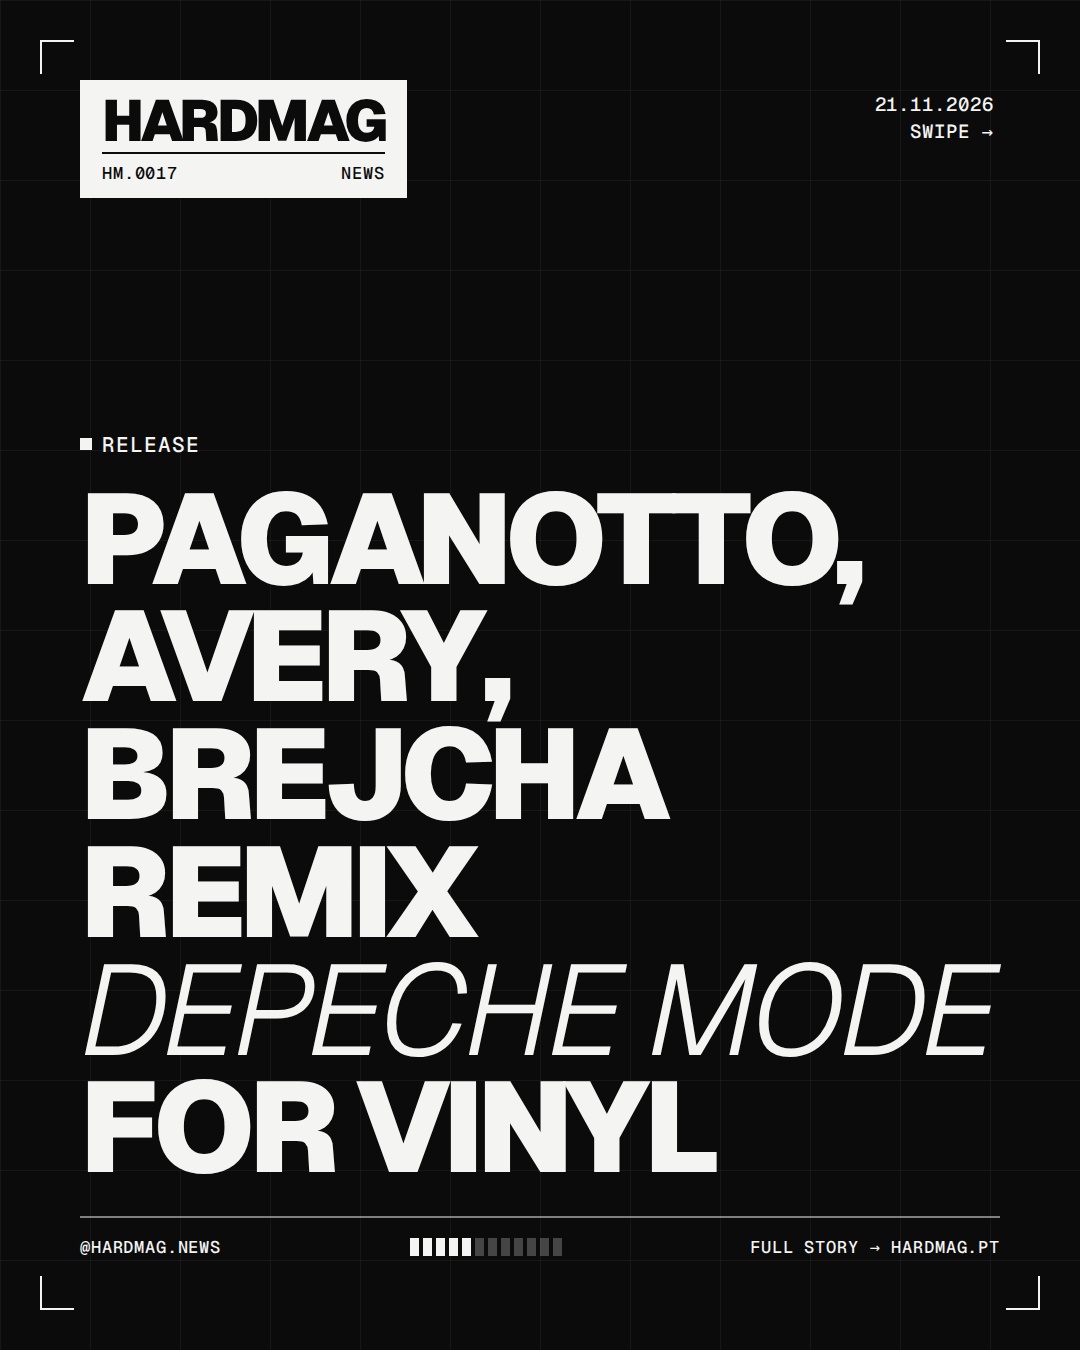 HARDMAG
HM.0017 NEWS
21.11.2026
SWIPE →
RELEASE
PAGANOTTO,
AVERY,
BREJCHA
REMIX
DEPECHE MODE
FOR VINYL
@HARDMAG.NEWS
FULL STORY → HARDMAG.PT